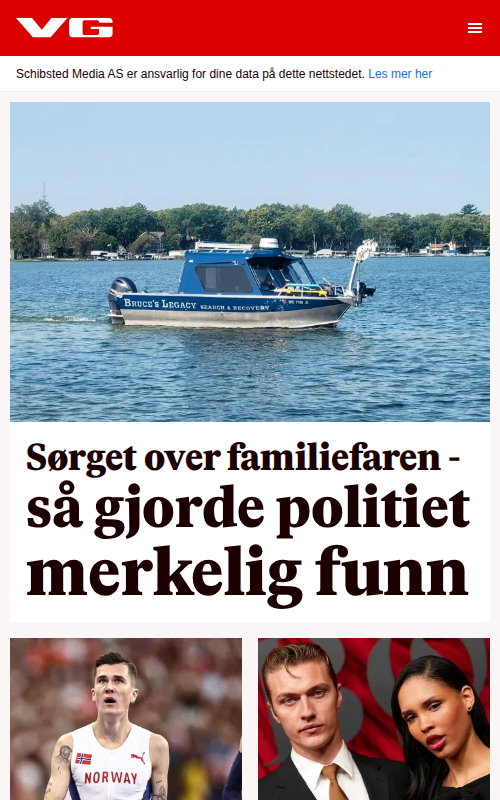 VG
Schibsted Media AS er ansvarlig for dine data på dette nettstedet. Les mer her
BRUCE'S LEGACY SEARCH & RECOVERY
Sørget over familiefaren -
så gjorde politiet
merkelig funn
NORWAY